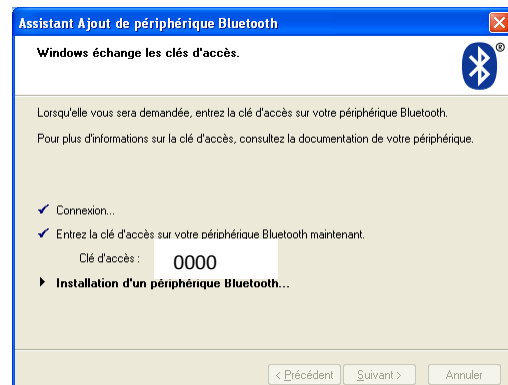 Assistant Ajout de périphérique Bluetooth
Windows échange les clés d'accès.
®
Lorsqu'elle vous sera demandée, entrez la clé d'accès sur votre périphérique Bluetooth.
Pour plus d'informations sur la clé d'accès, consultez la documentation de votre périphérique.
Connexion...
Entrez la clé d'accès sur votre périphérique Bluetooth maintenant.
Clé d'accès : 0000
Installation d'un périphérique Bluetooth...
< Précédent Suivant > Annuler